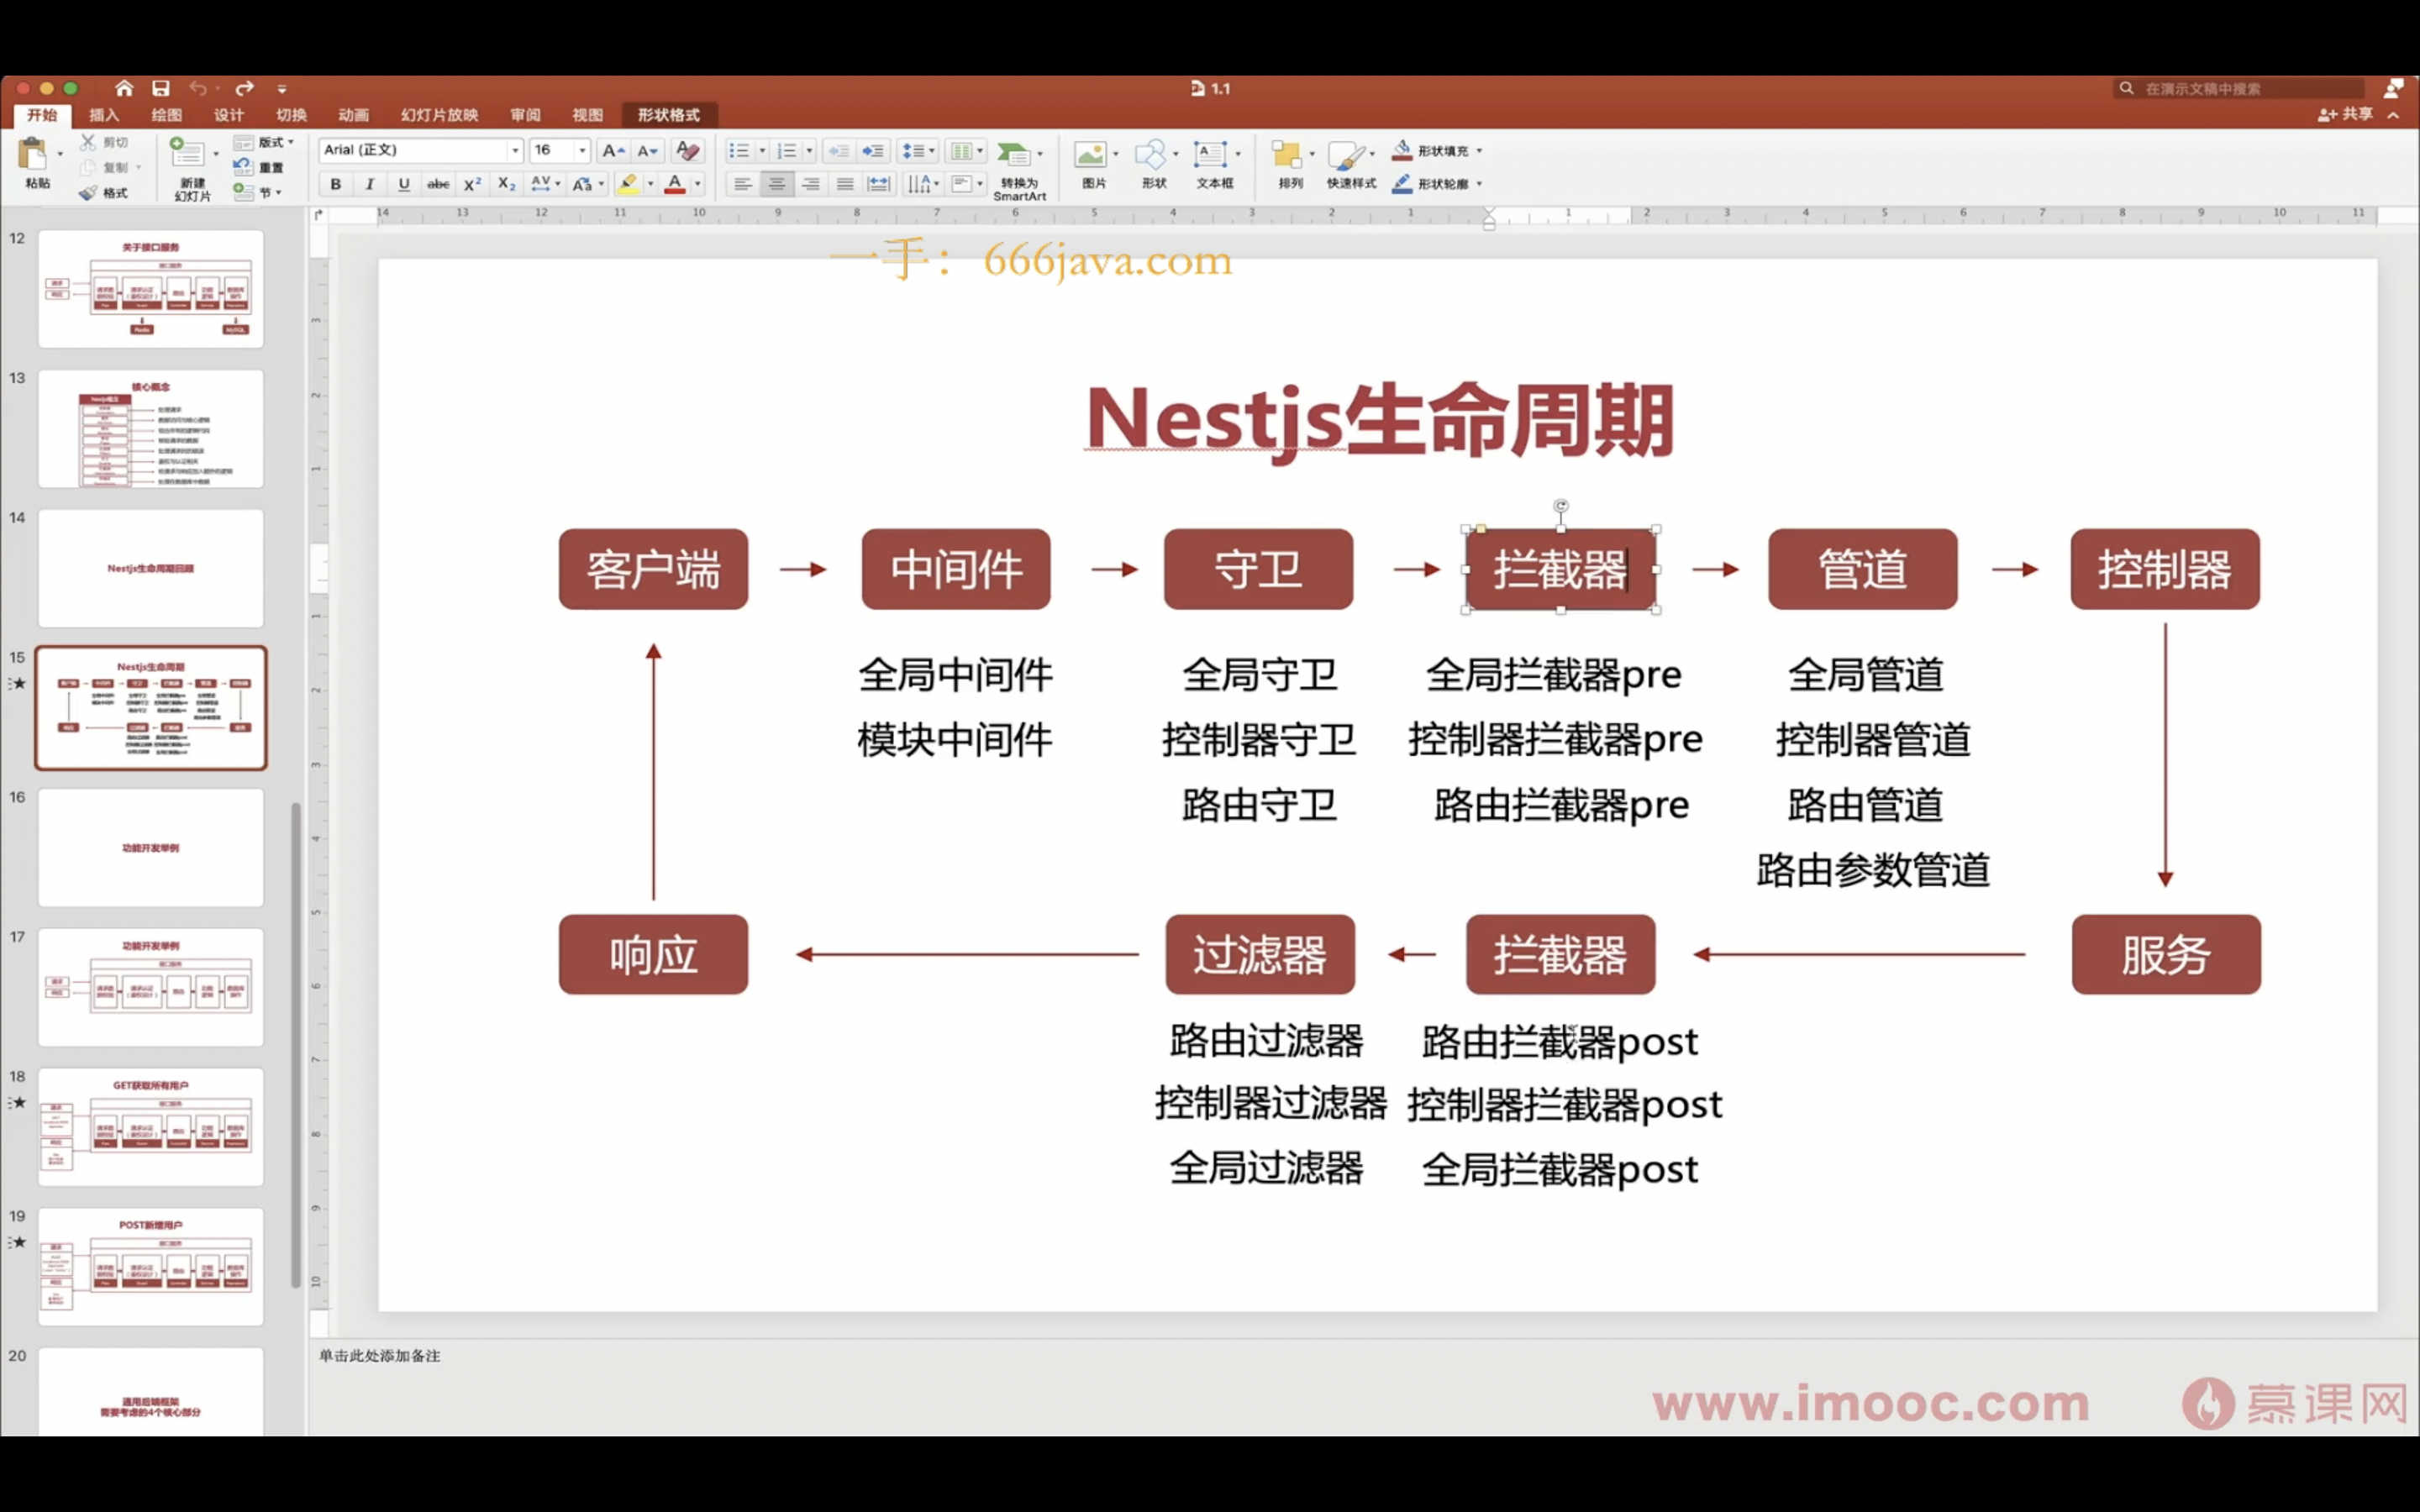 1.1
在演示文稿中搜索
开始 插入 绘图 设计 切换 动画 幻灯片放映 审阅 视图 形状格式
共享
粘贴
剪切
复制
格式
新建
幻灯片
版式
重置
节
Arial (正文) 16
转换为
SmartArt
图片
形状
文本框
排列
快速样式
形状填充
形状轮廓
一手：666java.com
12
关于接口服务
Redis
MySQL
13
核心概念
14
Nestjs生命周期回顾
15
Nestjs生命周期
16
功能开发举例
17
功能开发举例
18
GET获取所有用户
19
POST新增用户
20
通用后端框架
需要考虑的4个核心部分
Nestjs生命周期
客户端 中间件 守卫 拦截器 管道 控制器
全局中间件 全局守卫 全局拦截器pre 全局管道
模块中间件 控制器守卫 控制器拦截器pre 控制器管道
路由守卫 路由拦截器pre 路由管道
路由参数管道
响应 过滤器 拦截器 服务
路由过滤器 路由拦截器post
控制器过滤器 控制器拦截器post
全局过滤器 全局拦截器post
单击此处添加备注
www.imooc.com 慕课网